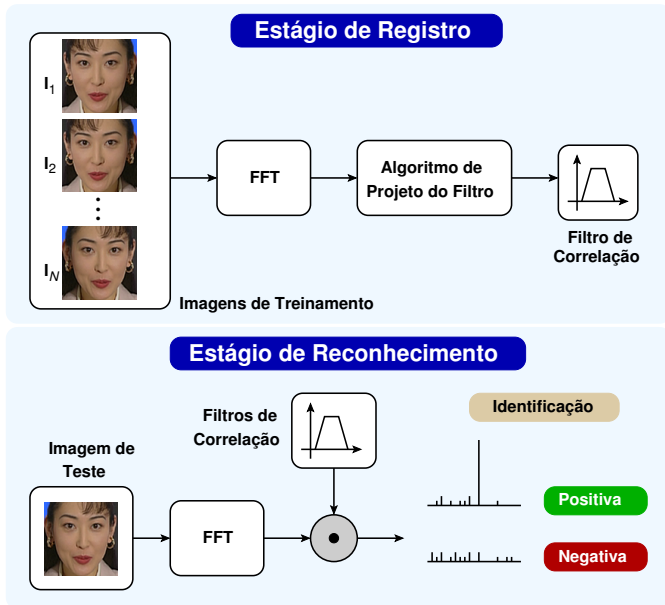 Estágio de Registro
I1
I2
IN
FFT
Algoritmo de
Projeto do Filtro
Filtro de
Correlação
Imagens de Treinamento
Estágio de Reconhecimento
Filtros de
Correlação
Identificação
Imagem de
Teste
FFT
Positiva
Negativa